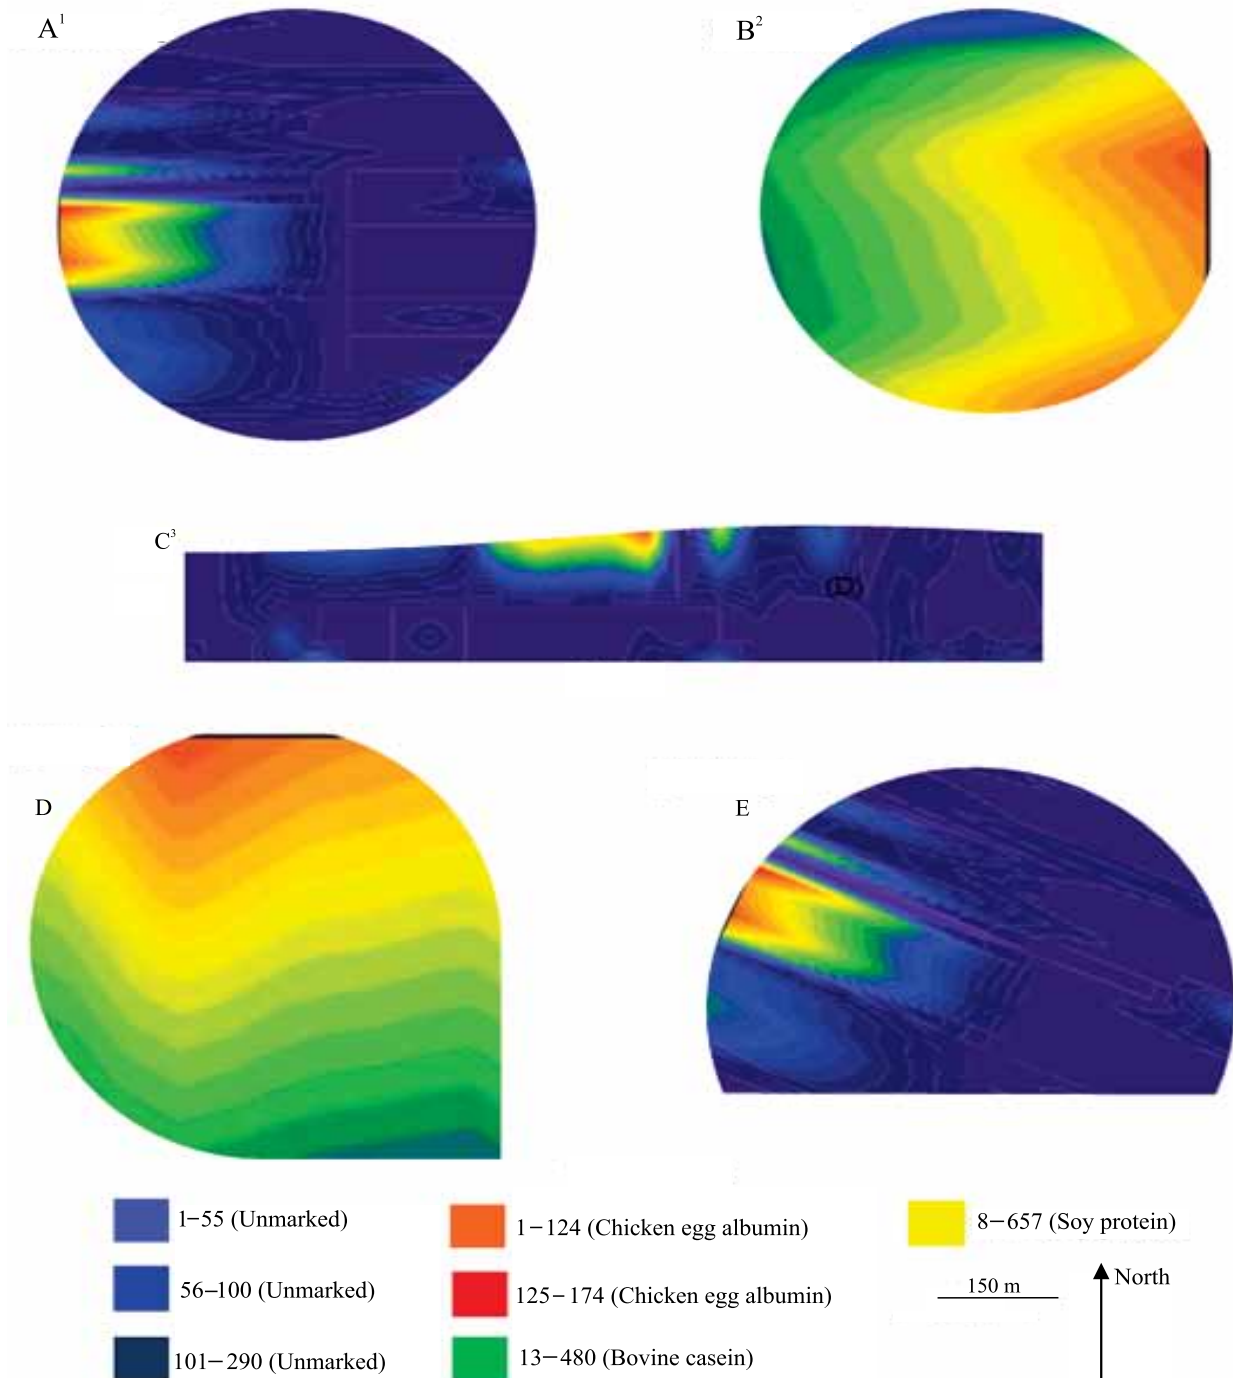 A¹
B²
C³
D
D
E
1–55 (Unmarked)
56–100 (Unmarked)
101–290 (Unmarked)
1–124 (Chicken egg albumin)
125–174 (Chicken egg albumin)
13–480 (Bovine casein)
8–657 (Soy protein)
150 m
North